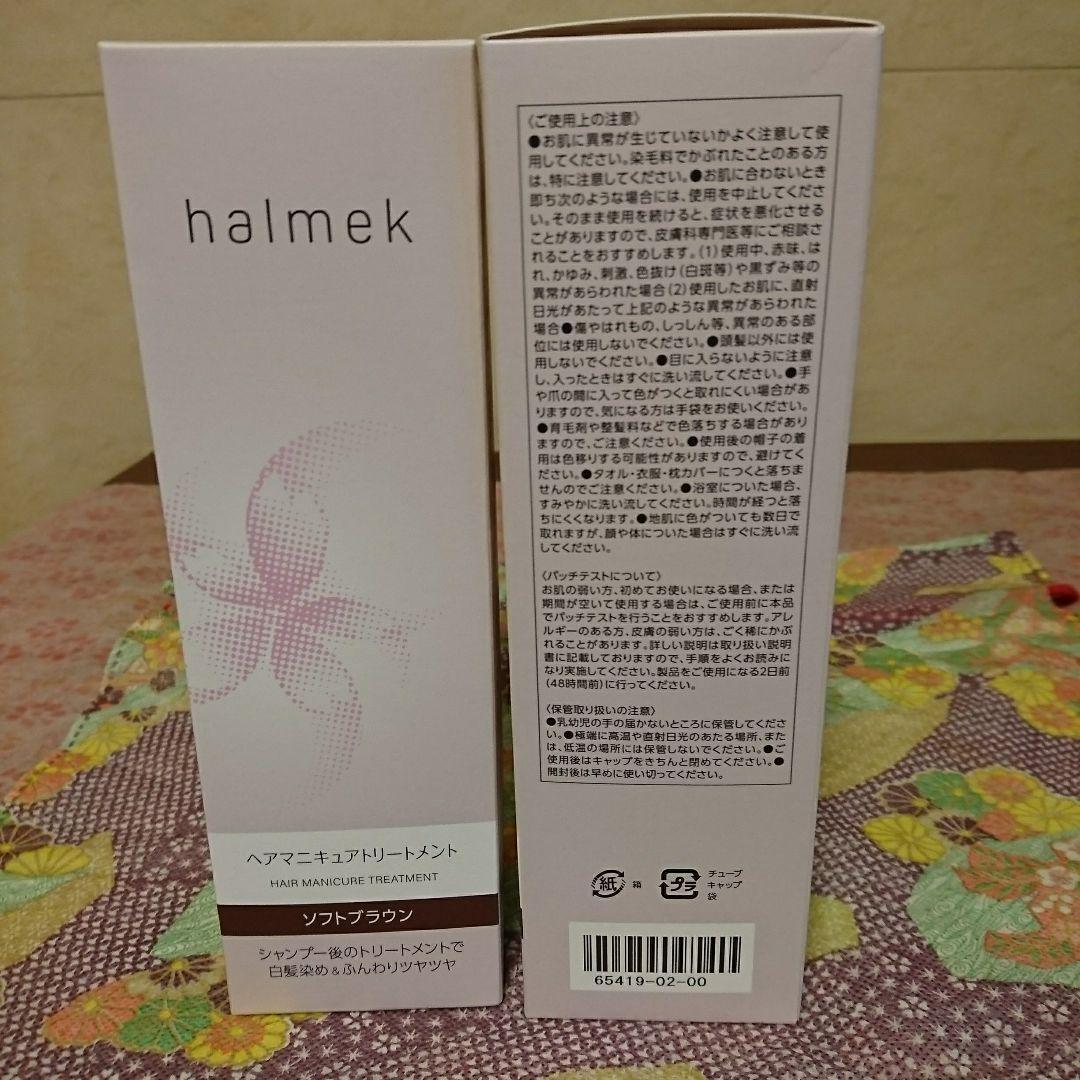 halmek
ヘアマニキュアトリートメント
HAIR MANICURE TREATMENT
ソフトブラウン
シャンプー後のトリートメントで
白髪染め&ふんわりツヤツヤ
〈ご使用上の注意〉
●お肌に異常が生じていないかよく注意して使
用してください。染毛料でかぶれたことのある方
は、特に注意してください。●お肌に合わないとき
即ち次のような場合には、使用を中止してくださ
い。そのまま使用を続けると、症状を悪化させる
ことがありますので、皮膚科専門医等にご相談さ
れることをおすすめします。(1)使用中、赤味、は
れ、かゆみ、刺激、色抜け(白斑等)や黒ずみ等の
異常があらわれた場合(2)使用したお肌に、直射
日光があたって上記のような異常があらわれた
場合●傷やはれもの、しっしん等、異常のある部
位には使用しないでください。●頭髪以外には使
用しないでください。●目に入らないように注意
し、入ったときはすぐに洗い流してください。●手
や爪の間に入って色がつくと取れにくい場合があ
りますので、気になる方は手袋をお使いください。
●育毛剤や整髪料などで色落ちする場合があり
ますので、ご注意ください。●使用後の帽子の着
用は色移りする可能性がありますので、避けてく
ださい。●タオル・衣服・枕カバーにつくと落ちま
せんのでご注意ください。●浴室についた場合、
すみやかに洗い流してください。時間が経つと落
ちにくくなります。●地肌に色がついても数日で
取れますが、顔や体についた場合はすぐに洗い流
してください。
〈パッチテストについて〉
お肌の弱い方、初めてお使いになる場合、または
期間が空いて使用する場合は、ご使用前に本品
でパッチテストを行うことをおすすめします。アレ
ルギーのある方、皮膚の弱い方は、ごく稀にかぶ
れることがあります。詳しい説明は取り扱い説明
書に記載しておりますので、手順をよくお読みに
なり実施してください。製品をご使用になる2日前
(48時間前)に行ってください。
〈保管取り扱いの注意〉
●乳幼児の手の届かないところに保管してくださ
い。●極端に高温や直射日光のあたる場所、また
は、低温の場所には保管しないでください。●ご
使用後はキャップをきちんと閉めてください。●
開封後は早めに使い切ってください。
紙 箱
プラ チューブ
キャップ
袋
65419-02-00